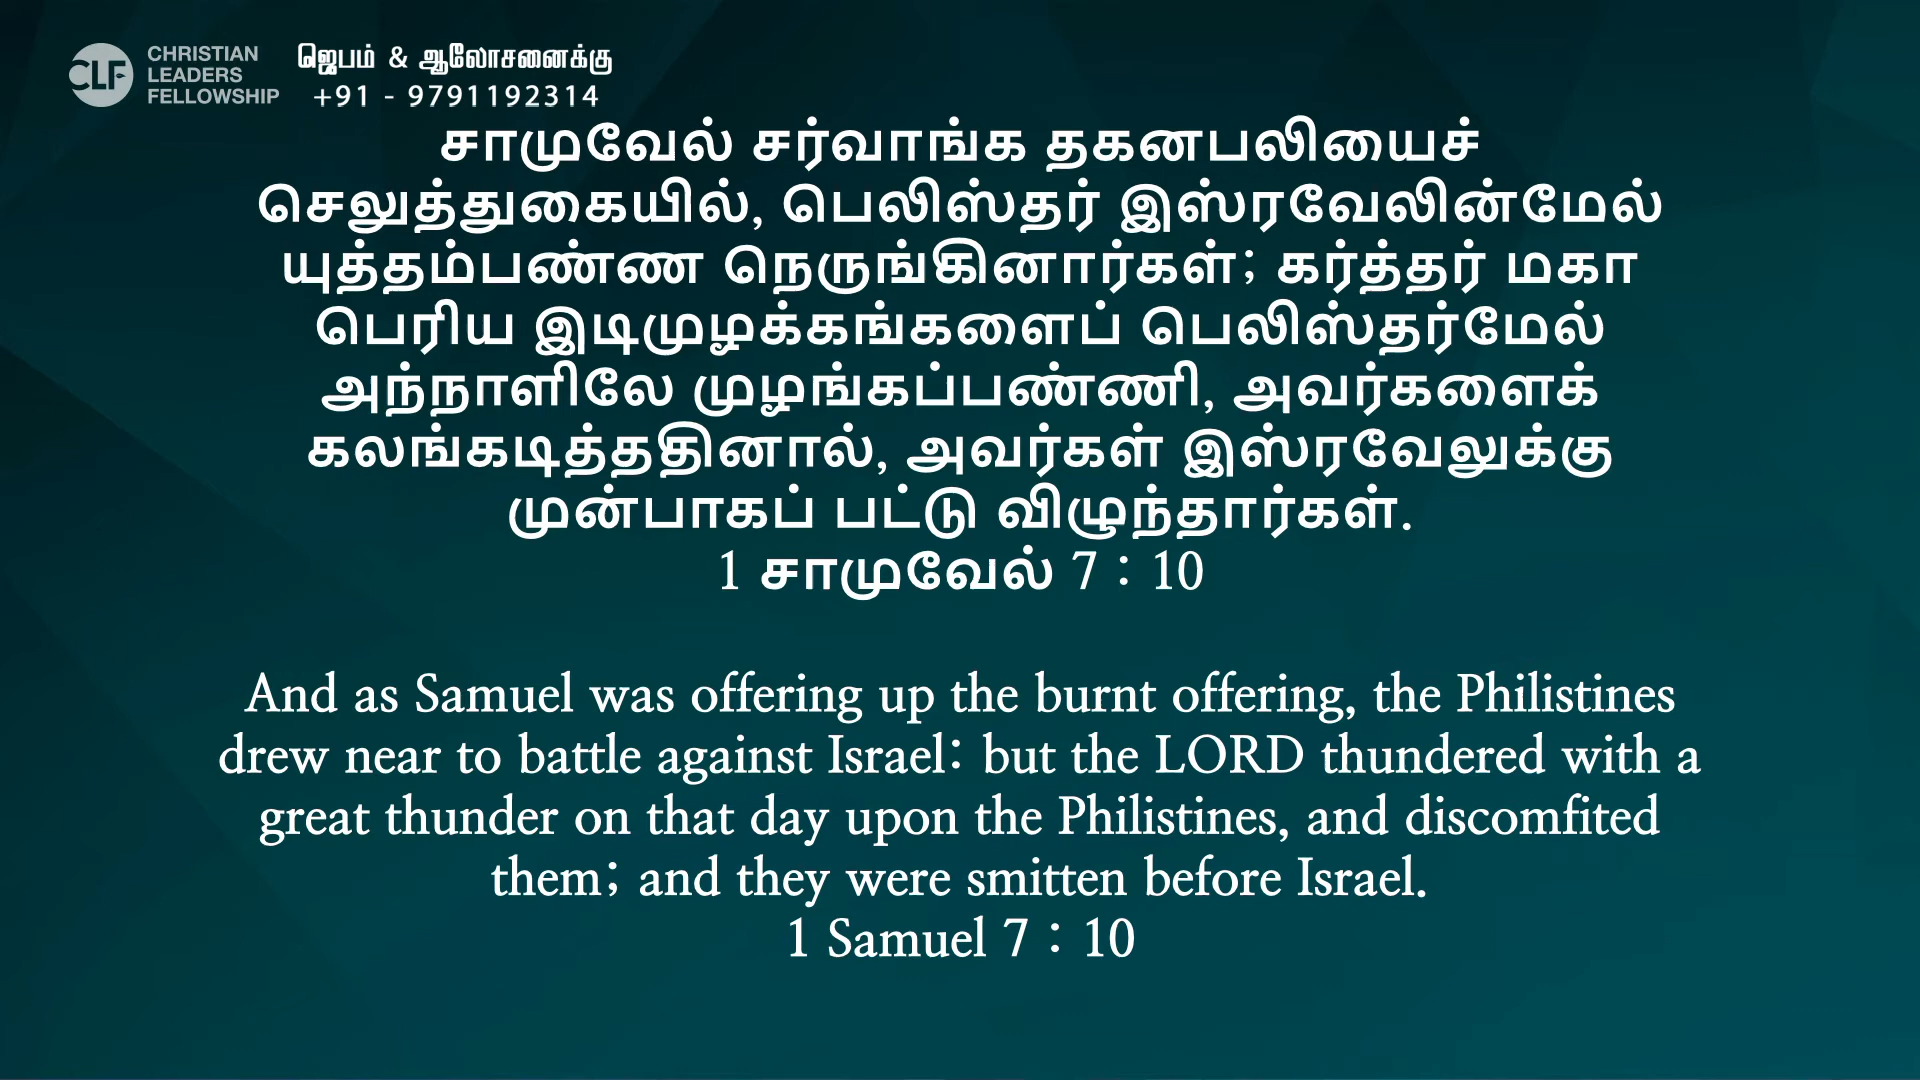 CLF
CHRISTIAN
LEADERS
FELLOWSHIP
ஜெபம் & ஆலோசனைக்கு
+91 - 9791192314
சாமுவேல் சர்வாங்க தகனபலியைச்
செலுத்துகையில், பெலிஸ்தர் இஸ்ரவேலின்மேல்
யுத்தம்பண்ண நெருங்கினார்கள்; கர்த்தர் மகா
பெரிய இடிமுழக்கங்களைப் பெலிஸ்தர்மேல்
அந்நாளிலே முழங்கப்பண்ணி, அவர்களைக்
கலங்கடித்ததினால், அவர்கள் இஸ்ரவேலுக்கு
முன்பாகப் பட்டு விழுந்தார்கள்.
1 சாமுவேல் 7 : 10
And as Samuel was offering up the burnt offering, the Philistines
drew near to battle against Israel: but the LORD thundered with a
great thunder on that day upon the Philistines, and discomfited
them; and they were smitten before Israel.
1 Samuel 7 : 10